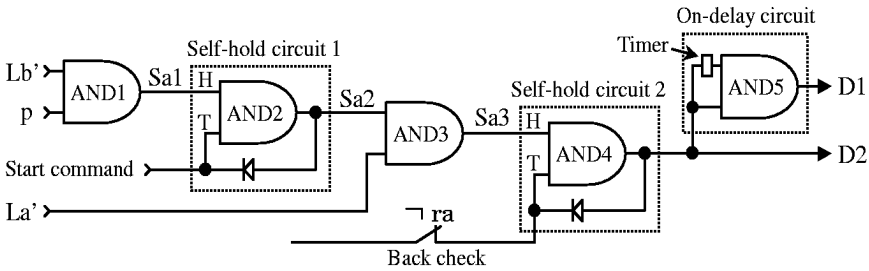 On-delay circuit
Timer
Self-hold circuit 1
Lb’
Sa1
H
AND1
AND2
p
T
Sa2
Start command
La’
AND3
Sa3
Self-hold circuit 2
H
AND4
T
AND5
D1
D2
¬ ra
Back check